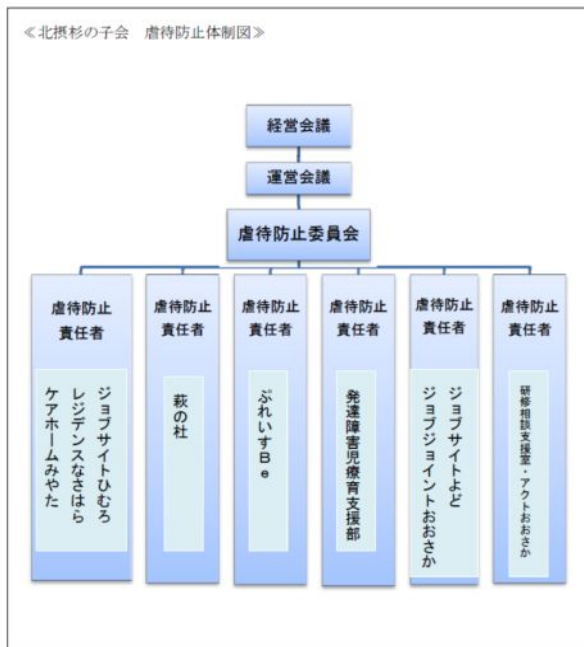 ≪北摂杉の子会　虐待防止体制図≫
経営会議
運営会議
虐待防止委員会
虐待防止
責任者
ジョブサイトひむろ
レジデンスなさはら
ケアホームみやた
虐待防止
責任者
萩の杜
虐待防止
責任者
ぷれいすBe
虐待防止
責任者
発達障害児療育支援部
虐待防止
責任者
ジョブサイトよど
ジョブジョイントおおさか
虐待防止
責任者
研修相談支援室・アクトおおさか